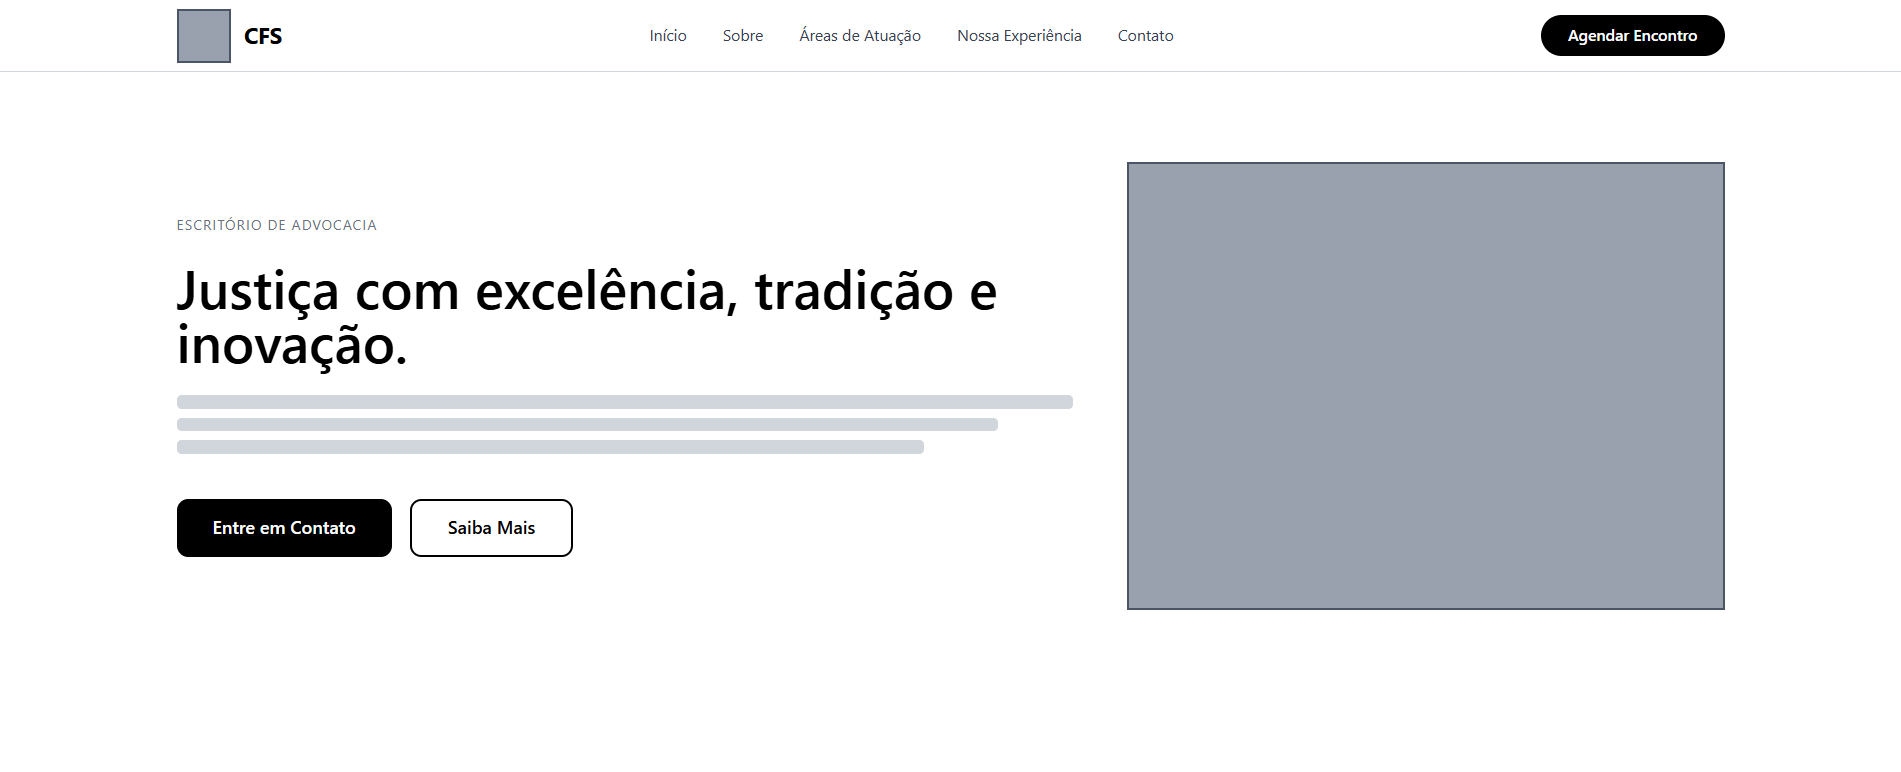 CFS
Início
Sobre
Áreas de Atuação
Nossa Experiência
Contato
Agendar Encontro
ESCRITÓRIO DE ADVOCACIA
Justiça com excelência, tradição e
inovação.
Entre em Contato
Saiba Mais